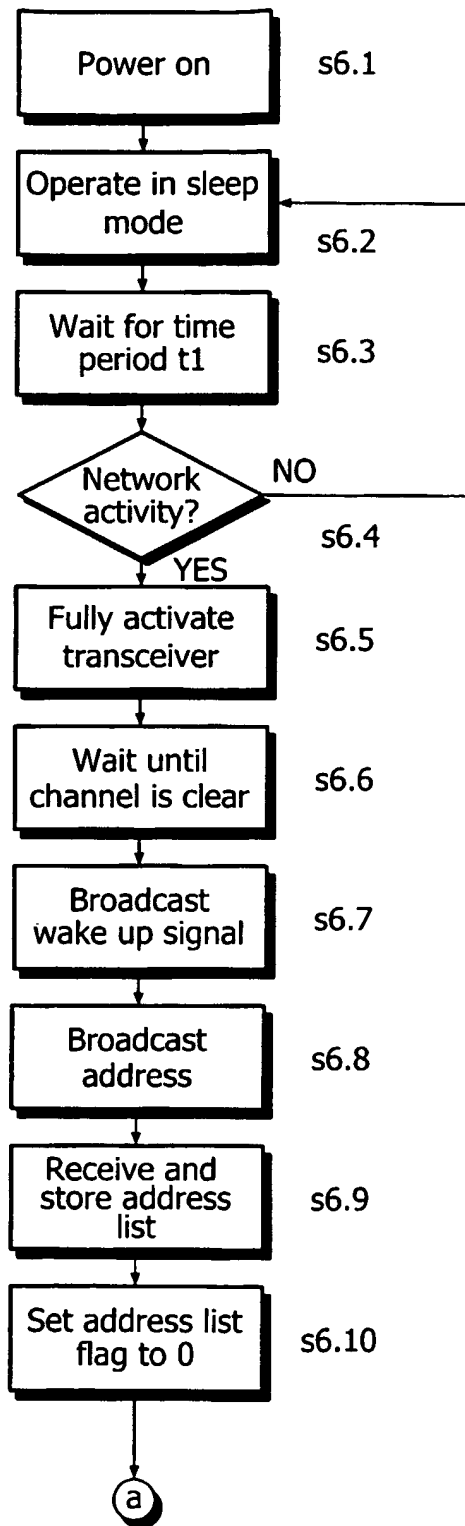 Power on
s6.1
Operate in sleep
mode
s6.2
Wait for time
period t1
s6.3
Network
activity?
NO
s6.4
YES
Fully activate
transceiver
s6.5
Wait until
channel is clear
s6.6
Broadcast
wake up signal
s6.7
Broadcast
address
s6.8
Receive and
store address
list
s6.9
Set address list
flag to 0
s6.10
a